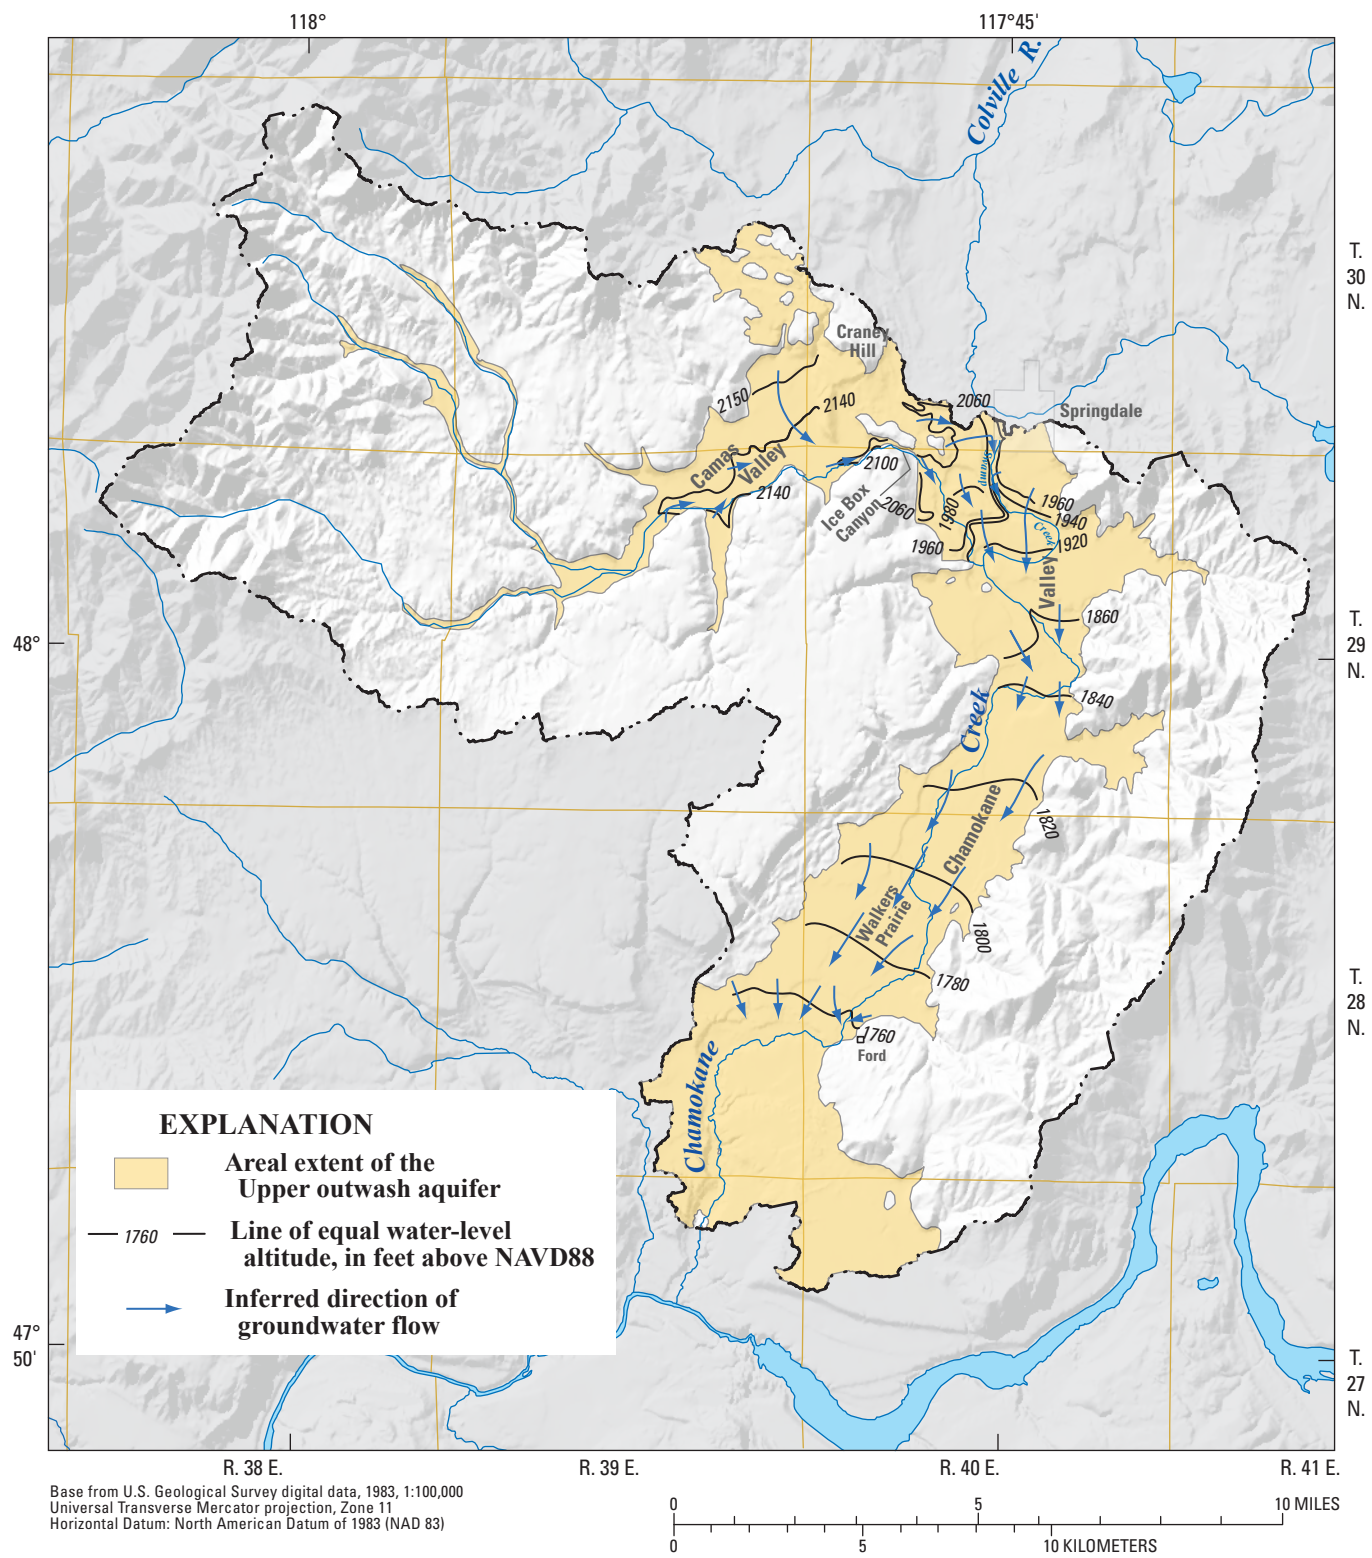 118°
117°45'
Colville R.
T.
30
N.
Craney
Hill
2150
2140
2060
Springdale
Camas
Valley
2100
2140
Swamp
Creek
Ice Box
Canyon
2060
1980
1960
1960
1940
1920
Valley
1860
48°
T.
29
N.
1840
Creek
Chamokane
1820
Walkers
Prairie
1800
1780
T.
28
N.
1760
Ford
Chamokane
EXPLANATION
Areal extent of the
Upper outwash aquifer
1760
Line of equal water-level
altitude, in feet above NAVD88
Inferred direction of
groundwater flow
47°
50'
T.
27
N.
R. 38 E.
R. 39 E.
R. 40 E.
R. 41 E.
Base from U.S. Geological Survey digital data, 1983, 1:100,000
Universal Transverse Mercator projection, Zone 11
Horizontal Datum: North American Datum of 1983 (NAD 83)
0 5 10 MILES
0 5 10 KILOMETERS